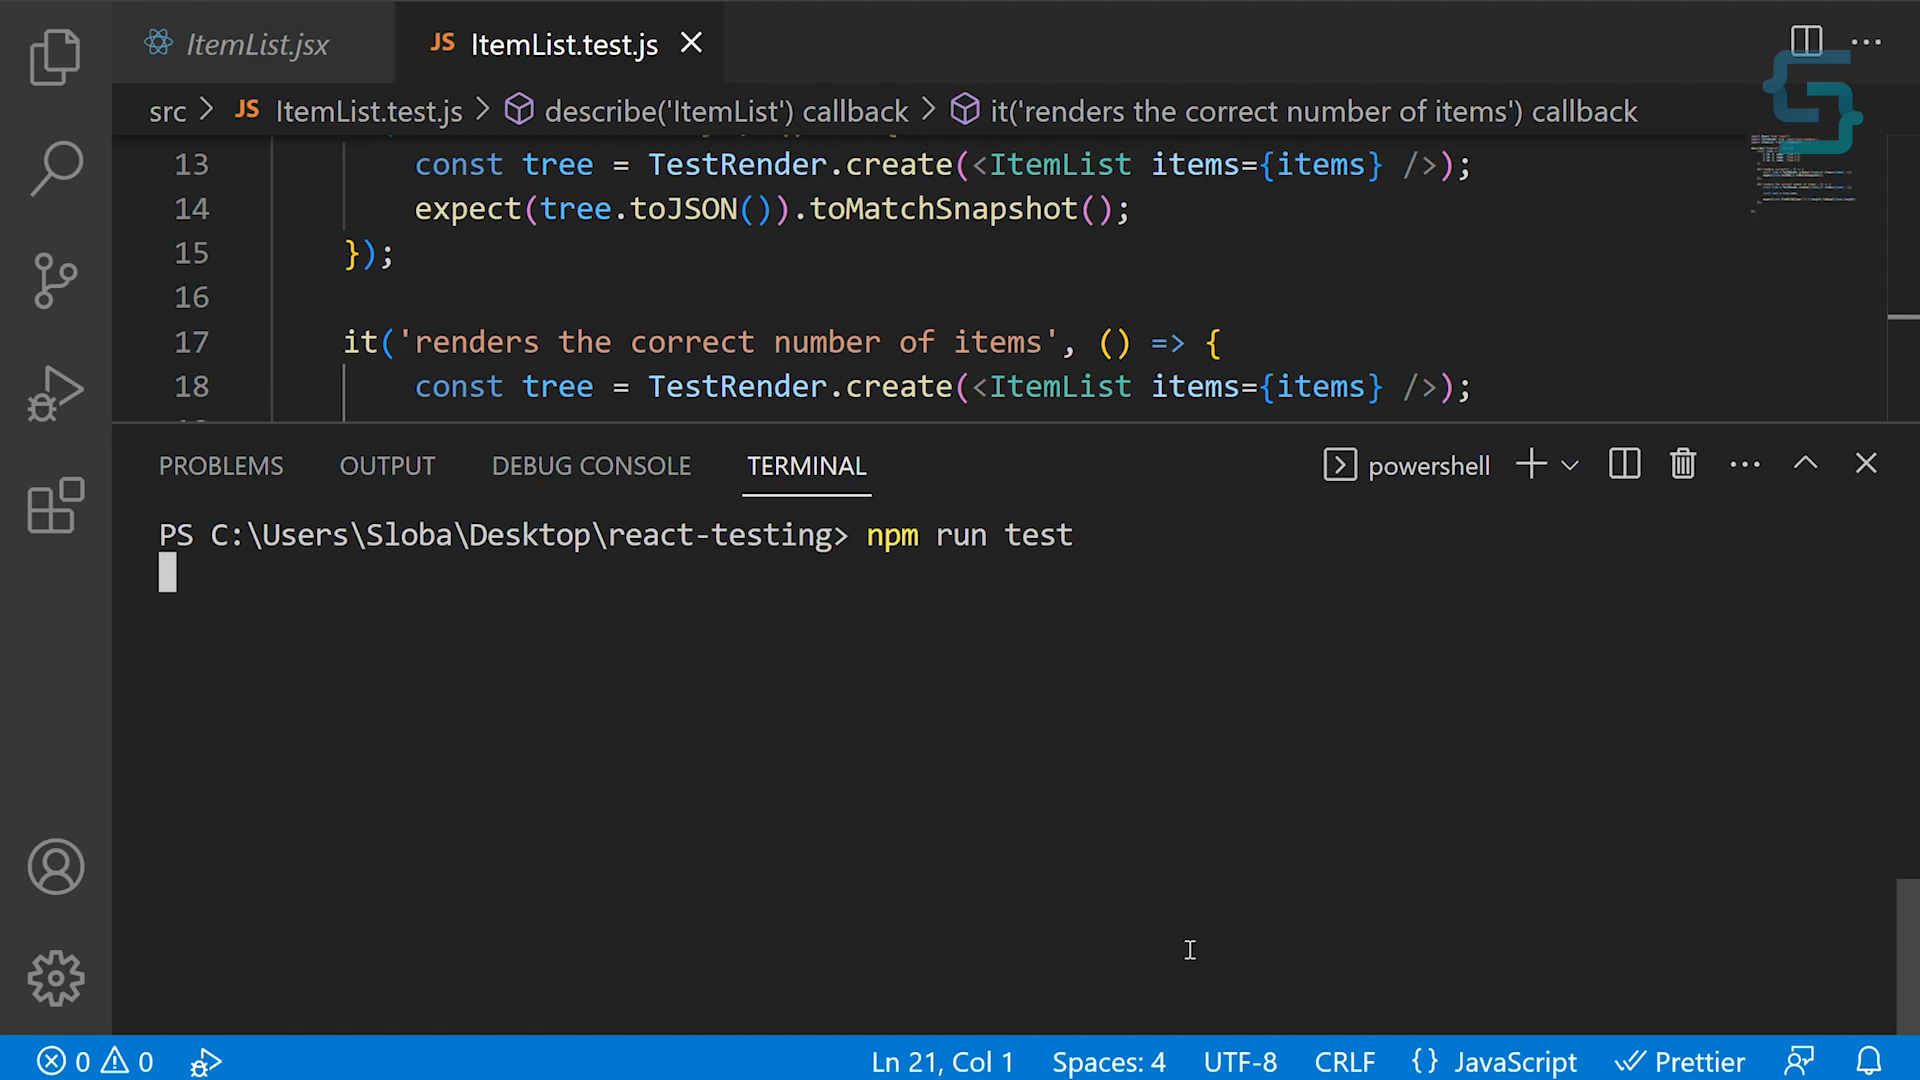 ItemList.jsx
JS ItemList.test.js
src > JS ItemList.test.js > describe('ItemList') callback > it('renders the correct number of items') callback
13 const tree = TestRender.create(<ItemList items={items} />);
14 expect(tree.toJSON()).toMatchSnapshot();
15 });
16
17 it('renders the correct number of items', () => {
18 const tree = TestRender.create(<ItemList items={items} />);
PROBLEMS OUTPUT DEBUG CONSOLE TERMINAL powershell
PS C:\Users\Sloba\Desktop\react-testing> npm run test
0 0 Ln 21, Col 1 Spaces: 4 UTF-8 CRLF {} JavaScript Prettier